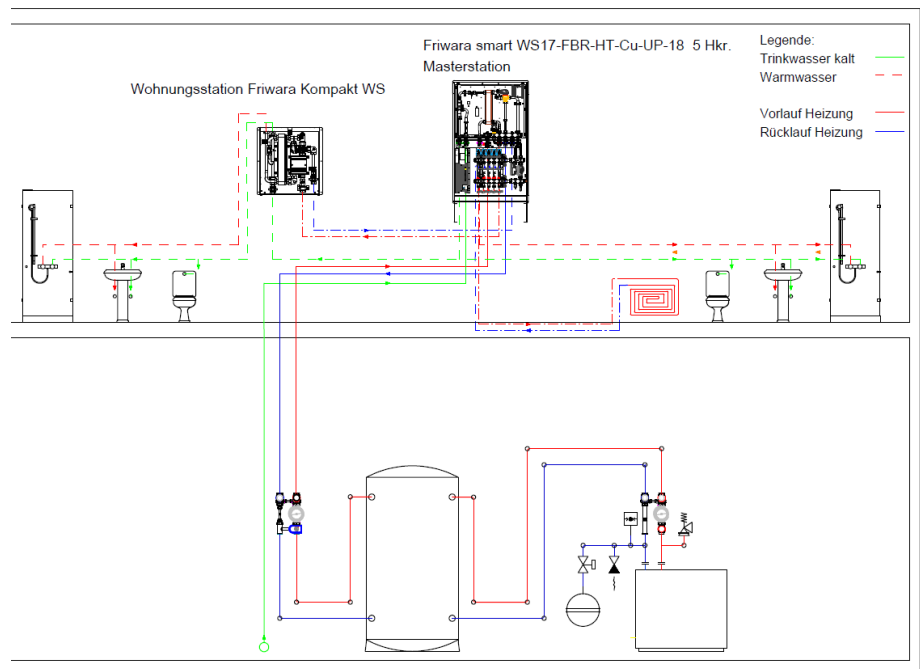 Friwara smart WS17-FBR-HT-Cu-UP-18 5 Hkr.
Masterstation
Wohnungsstation Friwara Kompakt WS
Legende:
Trinkwasser kalt
Warmwasser
Vorlauf Heizung
Rücklauf Heizung